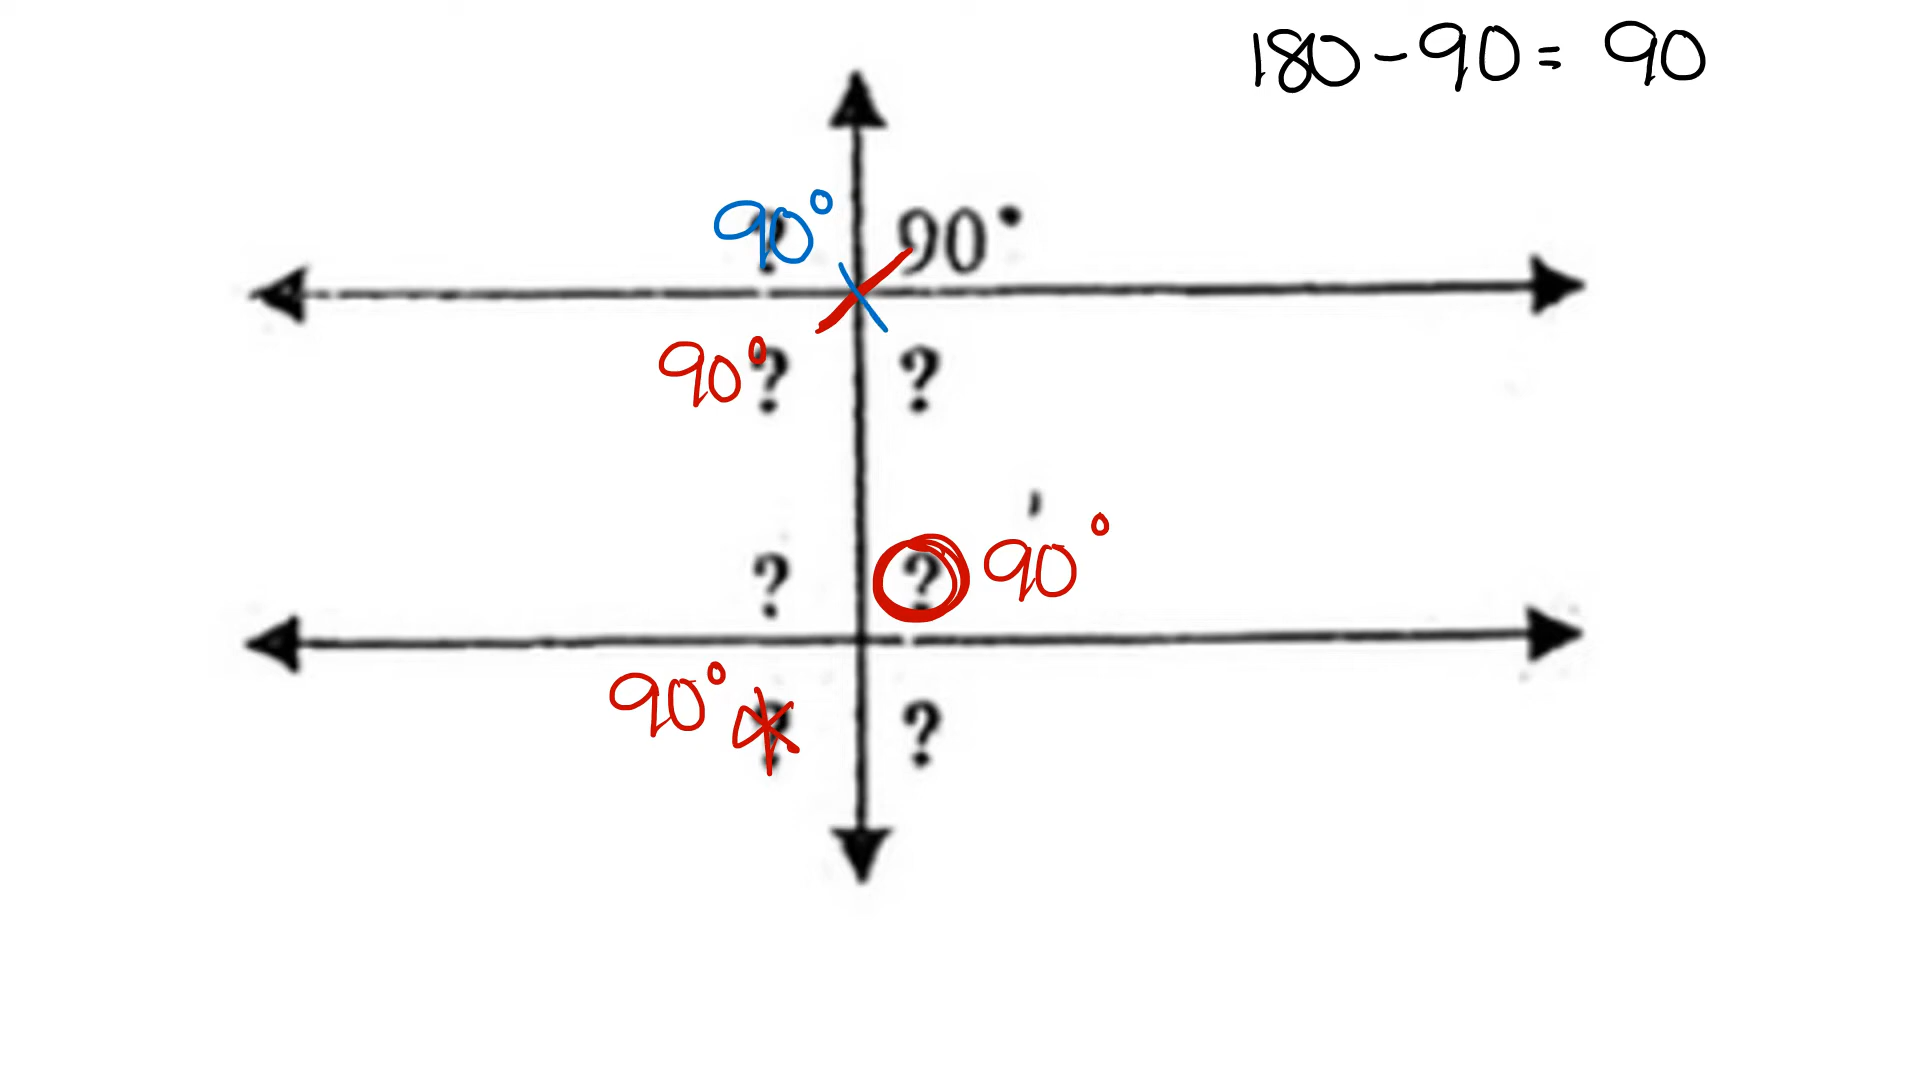 180 - 90 = 90
90° 90°
90° ? ?
? ? 90°
90° ? ?